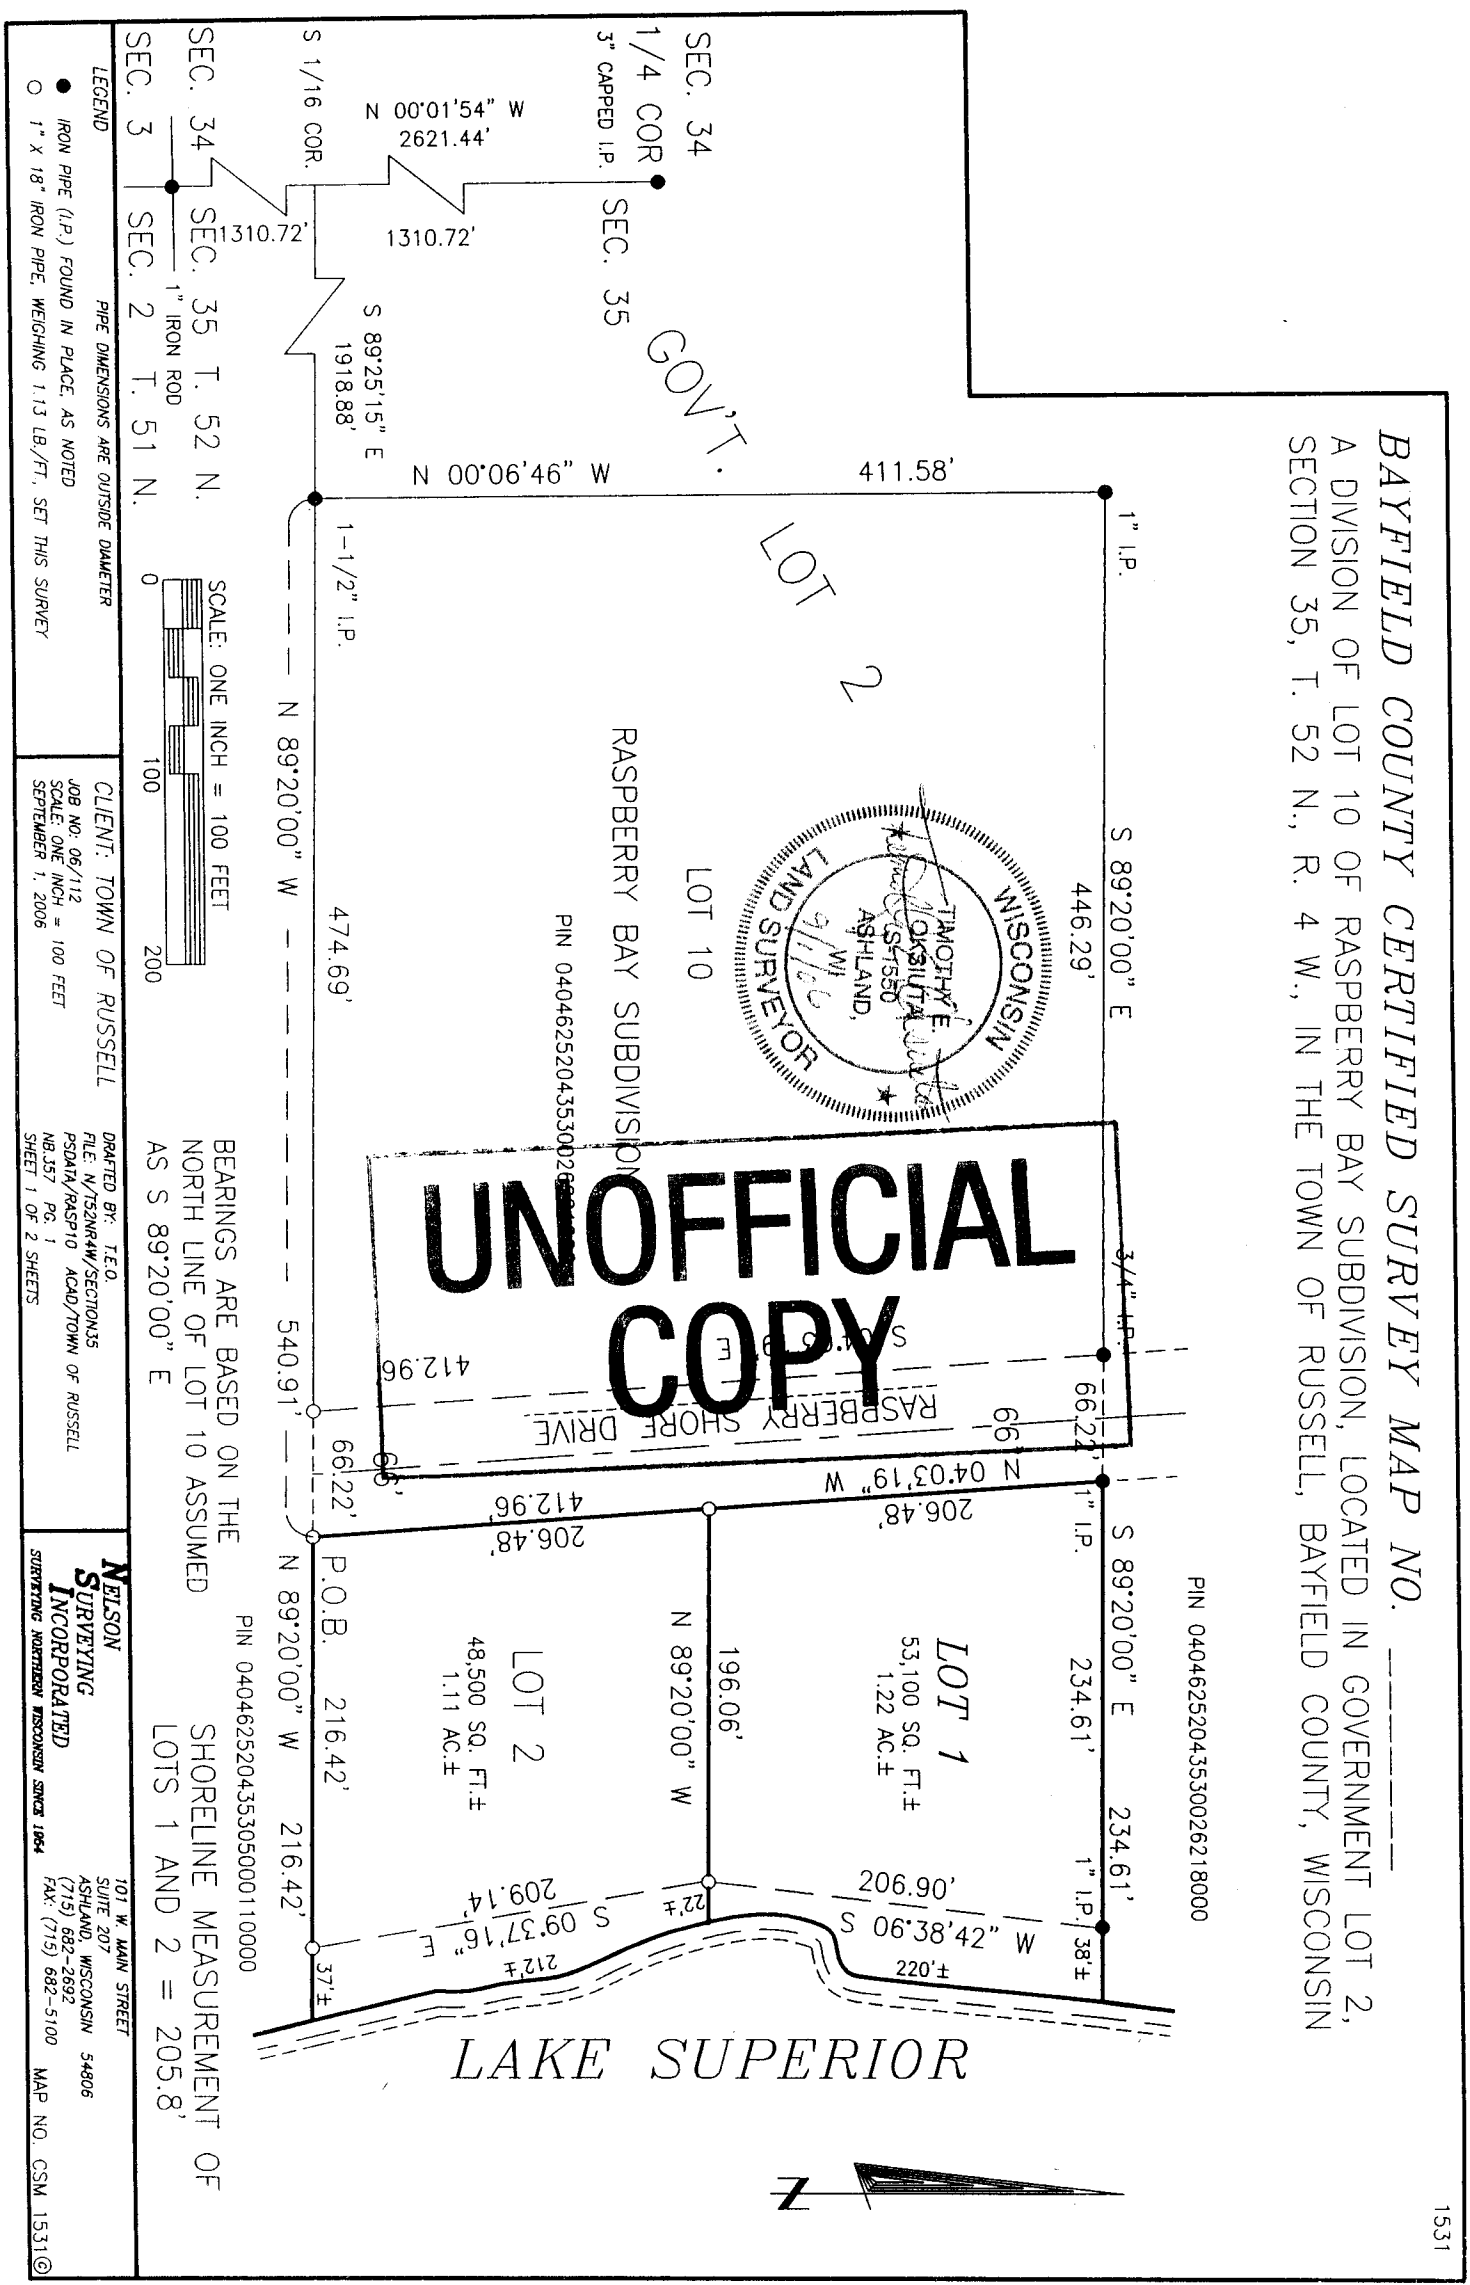 1531
BAYFIELD COUNTY CERTIFIED SURVEY MAP NO. ___________
A DIVISION OF LOT 10 OF RASPBERRY BAY SUBDIVISION, LOCATED IN GOVERNMENT LOT 2,
SECTION 35, T. 52 N., R. 4 W., IN THE TOWN OF RUSSELL, BAYFIELD COUNTY, WISCONSIN
PIN 04046252043530026218000
SEC. 34
1/4 COR
3" CAPPED I.P.
SEC. 35
GOV'T. LOT 2
1" I.P.
S 89°20'00" E
446.29'
3/4" I.P.
66.22'
1" I.P.
S 89°20'00" E
234.61'
234.61'
1" I.P.
38'±
N 00°01'54" W
2621.44'
1310.72'
1310.72'
S 1/16 COR.
S 89°25'15" E
1918.88'
N 00°06'46" W
411.58'
WISCONSIN
TIMOTHY E.
OKSIUTA
S-1550
ASHLAND,
WI
LAND SURVEYOR
9/1/06
LOT 10
RASPBERRY BAY SUBDIVISION
UNOFFICIAL
COPY
412.96
RASPBERRY SHORE DRIVE
66'
66'
N 04°03'19" W
412.96'
206.48'
206.48'
LOT 1
53,100 SQ. FT.±
1.22 AC.±
196.06'
N 89°20'00" W
22'±
206.90'
S 06°38'42" W
220'±
LOT 2
48,500 SQ. FT.±
1.11 AC.±
209.14'
S 09°37'16" E
212'±
LAKE SUPERIOR
N
1-1/2" I.P.
474.69'
66.22'
P.O.B.
216.42'
37'±
N 89°20'00" W
540.91'
N 89°20'00" W
216.42'
PIN 040462520435305000110000
SEC. 34
SEC. 35 T. 52 N.
1" IRON ROD
SEC. 3
SEC. 2 T. 51 N.
SCALE: ONE INCH = 100 FEET
0
100
200
BEARINGS ARE BASED ON THE
NORTH LINE OF LOT 10 ASSUMED
AS S 89°20'00" E
SHORELINE MEASUREMENT OF
LOTS 1 AND 2 = 205.8'
LEGEND
PIPE DIMENSIONS ARE OUTSIDE DIAMETER
● IRON PIPE (I.P.) FOUND IN PLACE, AS NOTED
○ 1" X 18" IRON PIPE, WEIGHING 1.13 LB./FT., SET THIS SURVEY
CLIENT: TOWN OF RUSSELL
JOB NO: 06/112
SCALE: ONE INCH = 100 FEET
SEPTEMBER 1, 2006
DRAFTED BY: T.E.O.
FILE: N/T52NR4W/SECTION35
PSDATA/RASP10 ACAD/TOWN OF RUSSELL
NB.357 PG. 1
SHEET 1 OF 2 SHEETS
NELSON
SURVEYING
INCORPORATED
SURVEYING NORTHERN WISCONSIN SINCE 1954
101 W. MAIN STREET
SUITE 207
ASHLAND, WISCONSIN 54806
(715) 682-2692
FAX: (715) 682-5100
MAP NO. CSM 1531©